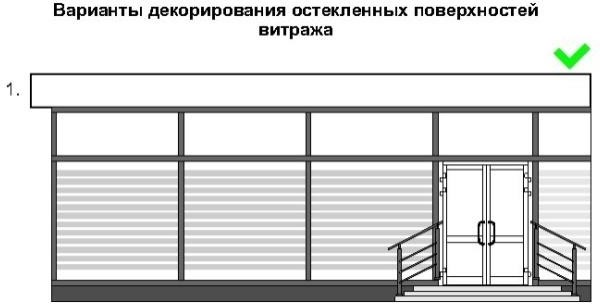 Варианты декорирования остекленных поверхностей
витража
1.